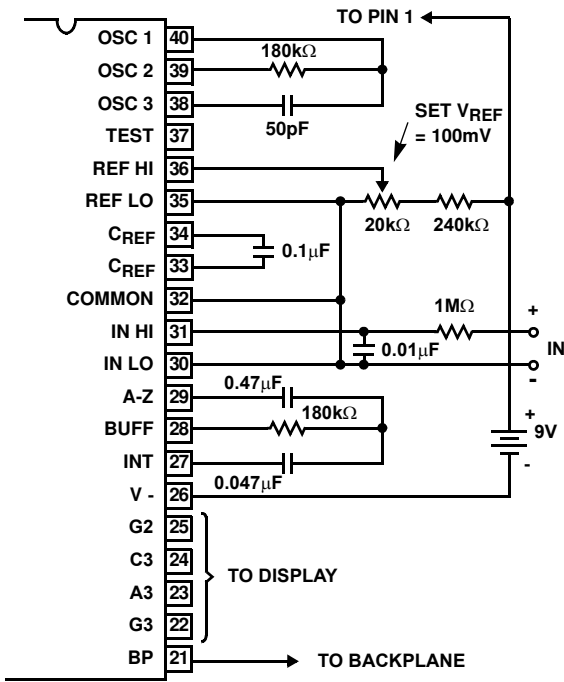 TO PIN 1
OSC 1 40
180kΩ
OSC 2 39
OSC 3 38
50pF
SET VREF
= 100mV
TEST 37
REF HI 36
REF LO 35
20kΩ 240kΩ
CREF 34
0.1µF
CREF 33
COMMON 32
1MΩ
+
IN HI 31
0.01µF
IN
IN LO 30
-
0.47µF
A-Z 29
180kΩ
BUFF 28
+
9V
INT 27
-
0.047µF
V - 26
G2 25
C3 24
TO DISPLAY
A3 23
G3 22
BP 21
TO BACKPLANE